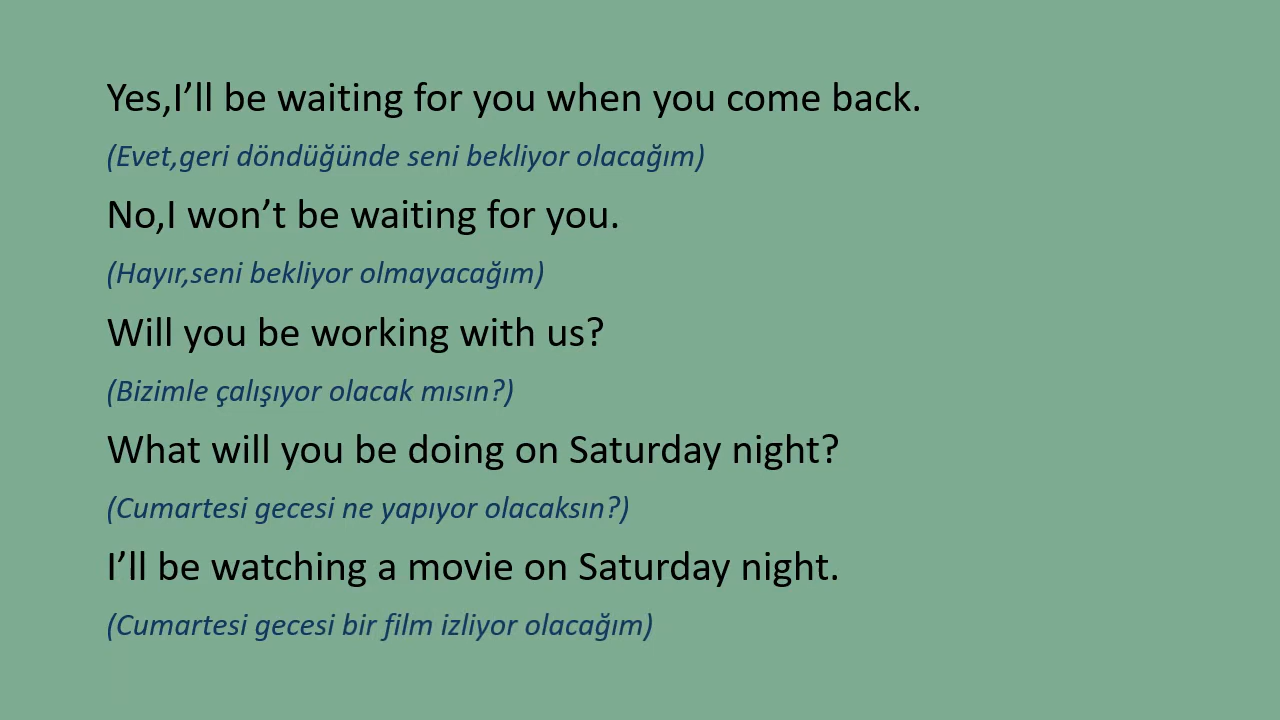 Yes,I’ll be waiting for you when you come back.
(Evet,geri döndüğünde seni bekliyor olacağım)
No,I won’t be waiting for you.
(Hayır,seni bekliyor olmayacağım)
Will you be working with us?
(Bizimle çalışıyor olacak mısın?)
What will you be doing on Saturday night?
(Cumartesi gecesi ne yapıyor olacaksın?)
I’ll be watching a movie on Saturday night.
(Cumartesi gecesi bir film izliyor olacağım)